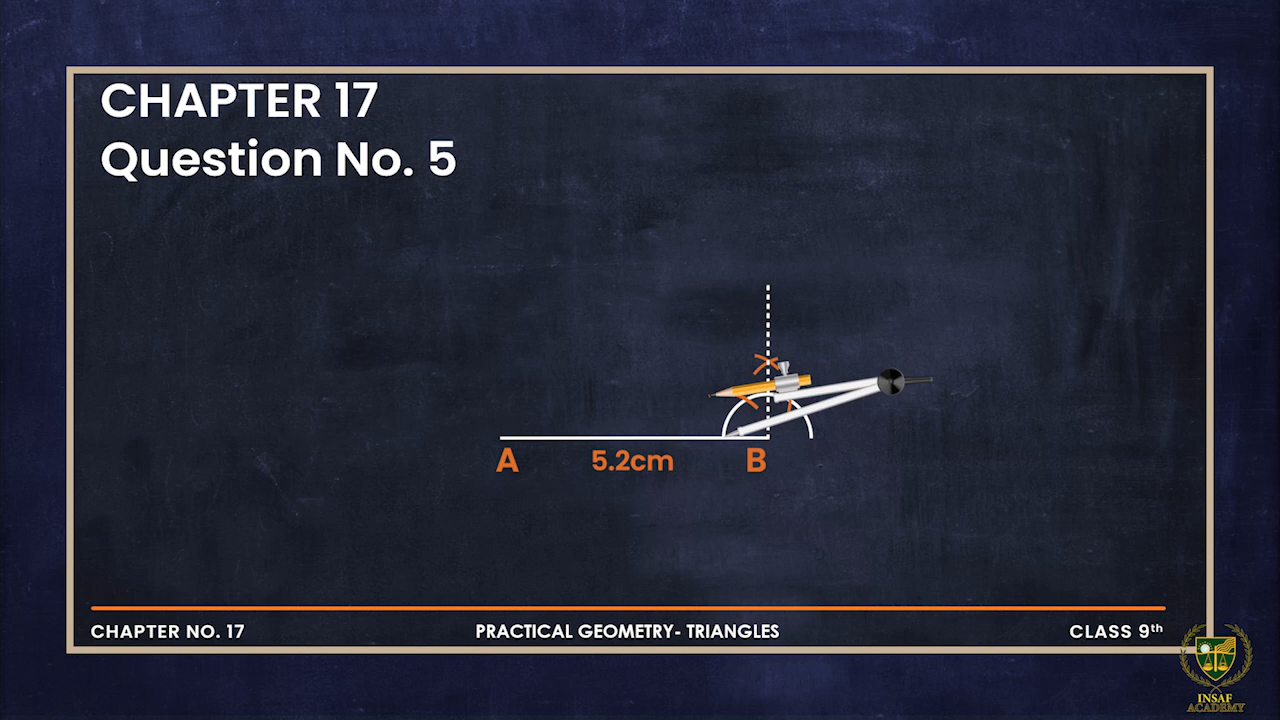 CHAPTER 17
Question No. 5
A 5.2cm B
CHAPTER NO. 17 PRACTICAL GEOMETRY- TRIANGLES CLASS 9th
INSAF
ACADEMY